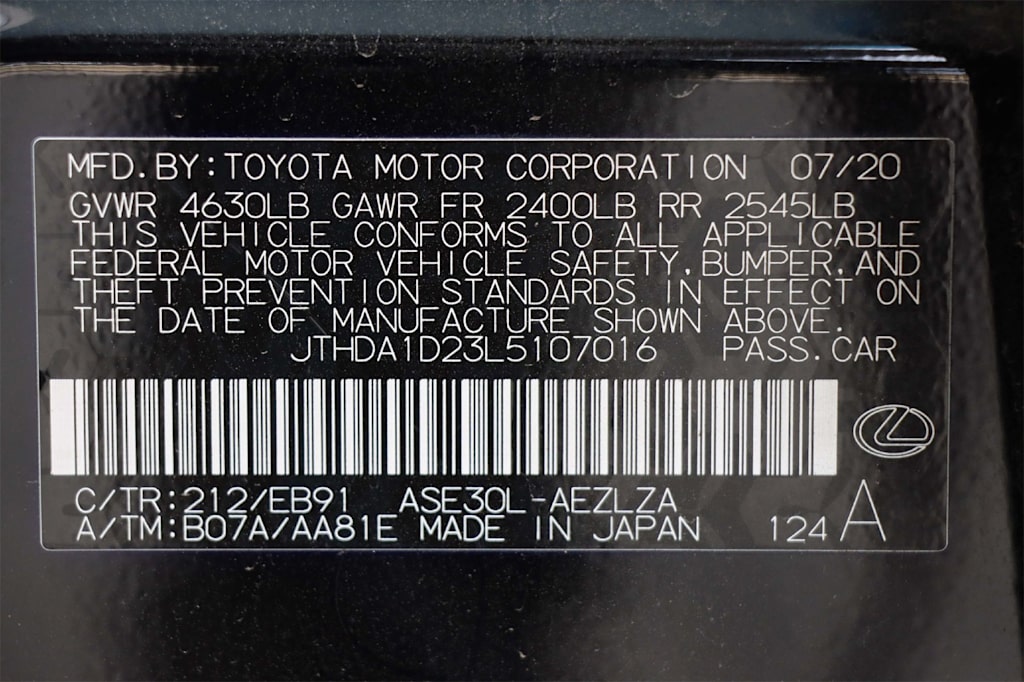 MFD.BY:TOYOTA MOTOR CORPORATION 07/20
GVWR 4630LB GAWR FR 2400LB RR 2545LB
THIS VEHICLE CONFORMS TO ALL APPLICABLE
FEDERAL MOTOR VEHICLE SAFETY,BUMPER,AND
THEFT PREVENTION STANDARDS IN EFFECT ON
THE DATE OF MANUFACTURE SHOWN ABOVE.
JTHDA1D23L5107016 PASS.CAR
C/TR:212/EB91 ASE30L-AEZLZA
A/TM:B07A/AA81E MADE IN JAPAN 124 A